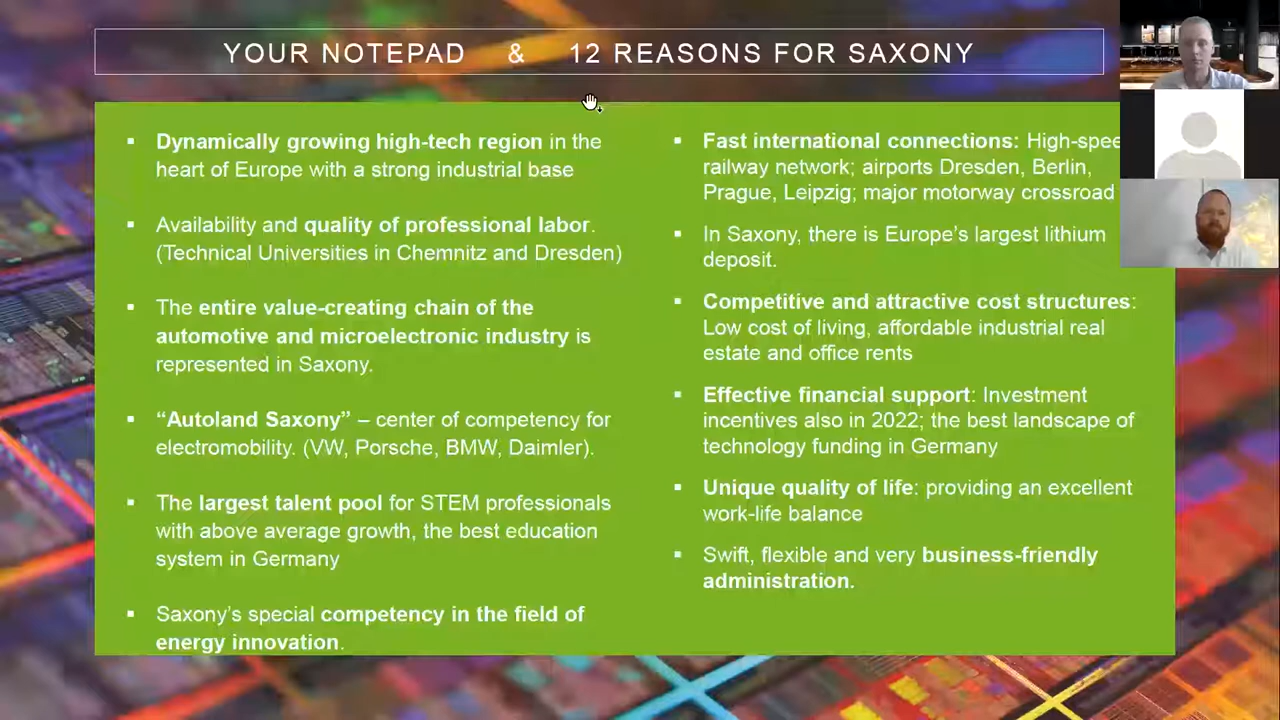 YOUR NOTEPAD & 12 REASONS FOR SAXONY
▪ Dynamically growing high-tech region in the
heart of Europe with a strong industrial base
▪ Availability and quality of professional labor.
(Technical Universities in Chemnitz and Dresden)
▪ The entire value-creating chain of the
automotive and microelectronic industry is
represented in Saxony.
▪ “Autoland Saxony” – center of competency for
electromobility. (VW, Porsche, BMW, Daimler).
▪ The largest talent pool for STEM professionals
with above average growth, the best education
system in Germany
▪ Saxony’s special competency in the field of
energy innovation.
▪ Fast international connections: High-spee
railway network; airports Dresden, Berlin,
Prague, Leipzig; major motorway crossroad
▪ In Saxony, there is Europe’s largest lithium
deposit.
▪ Competitive and attractive cost structures:
Low cost of living, affordable industrial real
estate and office rents
▪ Effective financial support: Investment
incentives also in 2022; the best landscape of
technology funding in Germany
▪ Unique quality of life: providing an excellent
work-life balance
▪ Swift, flexible and very business-friendly
administration.